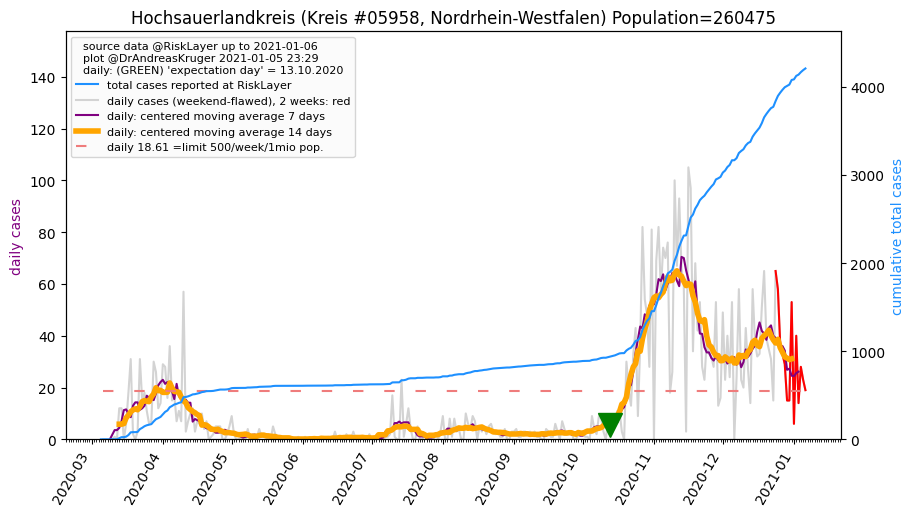 Hochsauerlandkreis (Kreis #05958, Nordrhein-Westfalen) Population=260475
source data @RiskLayer up to 2021-01-06
plot @DrAndreasKruger 2021-01-05 23:29
daily: (GREEN) 'expectation day' = 13.10.2020
total cases reported at RiskLayer
daily cases (weekend-flawed), 2 weeks: red
daily: centered moving average 7 days
daily: centered moving average 14 days
daily 18.61 =limit 500/week/1mio pop.
daily cases
0
20
40
60
80
100
120
140
cumulative total cases
0
1000
2000
3000
4000
2020-03
2020-04
2020-05
2020-06
2020-07
2020-08
2020-09
2020-10
2020-11
2020-12
2021-01